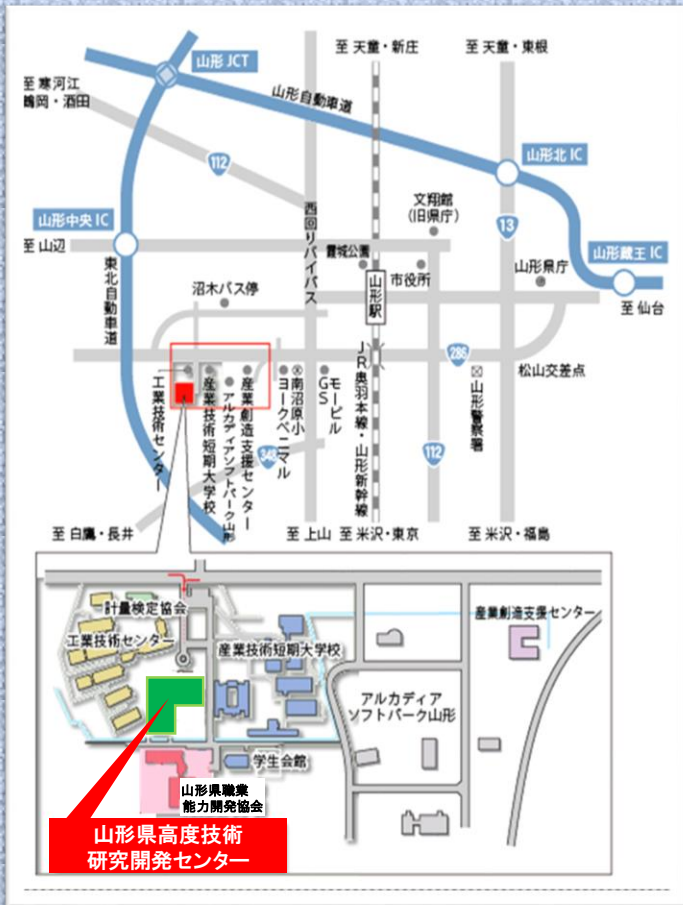 山形 JCT
至 天童・新庄
至 天童・東根
至 寒河江
鶴岡・酒田
山形自動車道
112
山形北 IC
文翔館
(旧県庁)
西回りバイパス
山形中央 IC
13
至 山辺
霞城公園
山形蔵王 IC
市役所
山形県庁
東北自動車道
沼木バス停
山形駅
至 仙台
286
松山交差点
工業技術センター
産業技術短期大学校
アルカディアソフトパーク山形
産業創造支援センター
ヨークベニマル
南沼原小
モービル
GS
JR奥羽本線・山形新幹線
山形警察署
348
112
至 白鷹・長井
至 上山
至 米沢・東京
至 米沢・福島
計量検定協会
産業創造支援センター
工業技術センター
産業技術短期大学校
アルカディア
ソフトパーク山形
学生会館
山形県職業
能力開発協会
山形県高度技術
研究開発センター